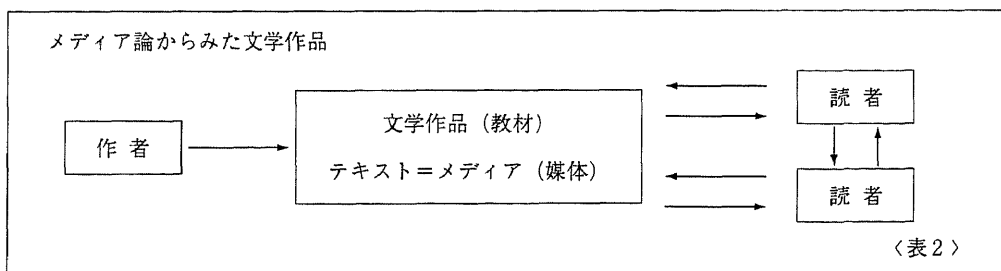 メディア論からみた文学作品
作者
文学作品（教材）
テキスト＝メディア（媒体）
読者
読者
〈表２〉